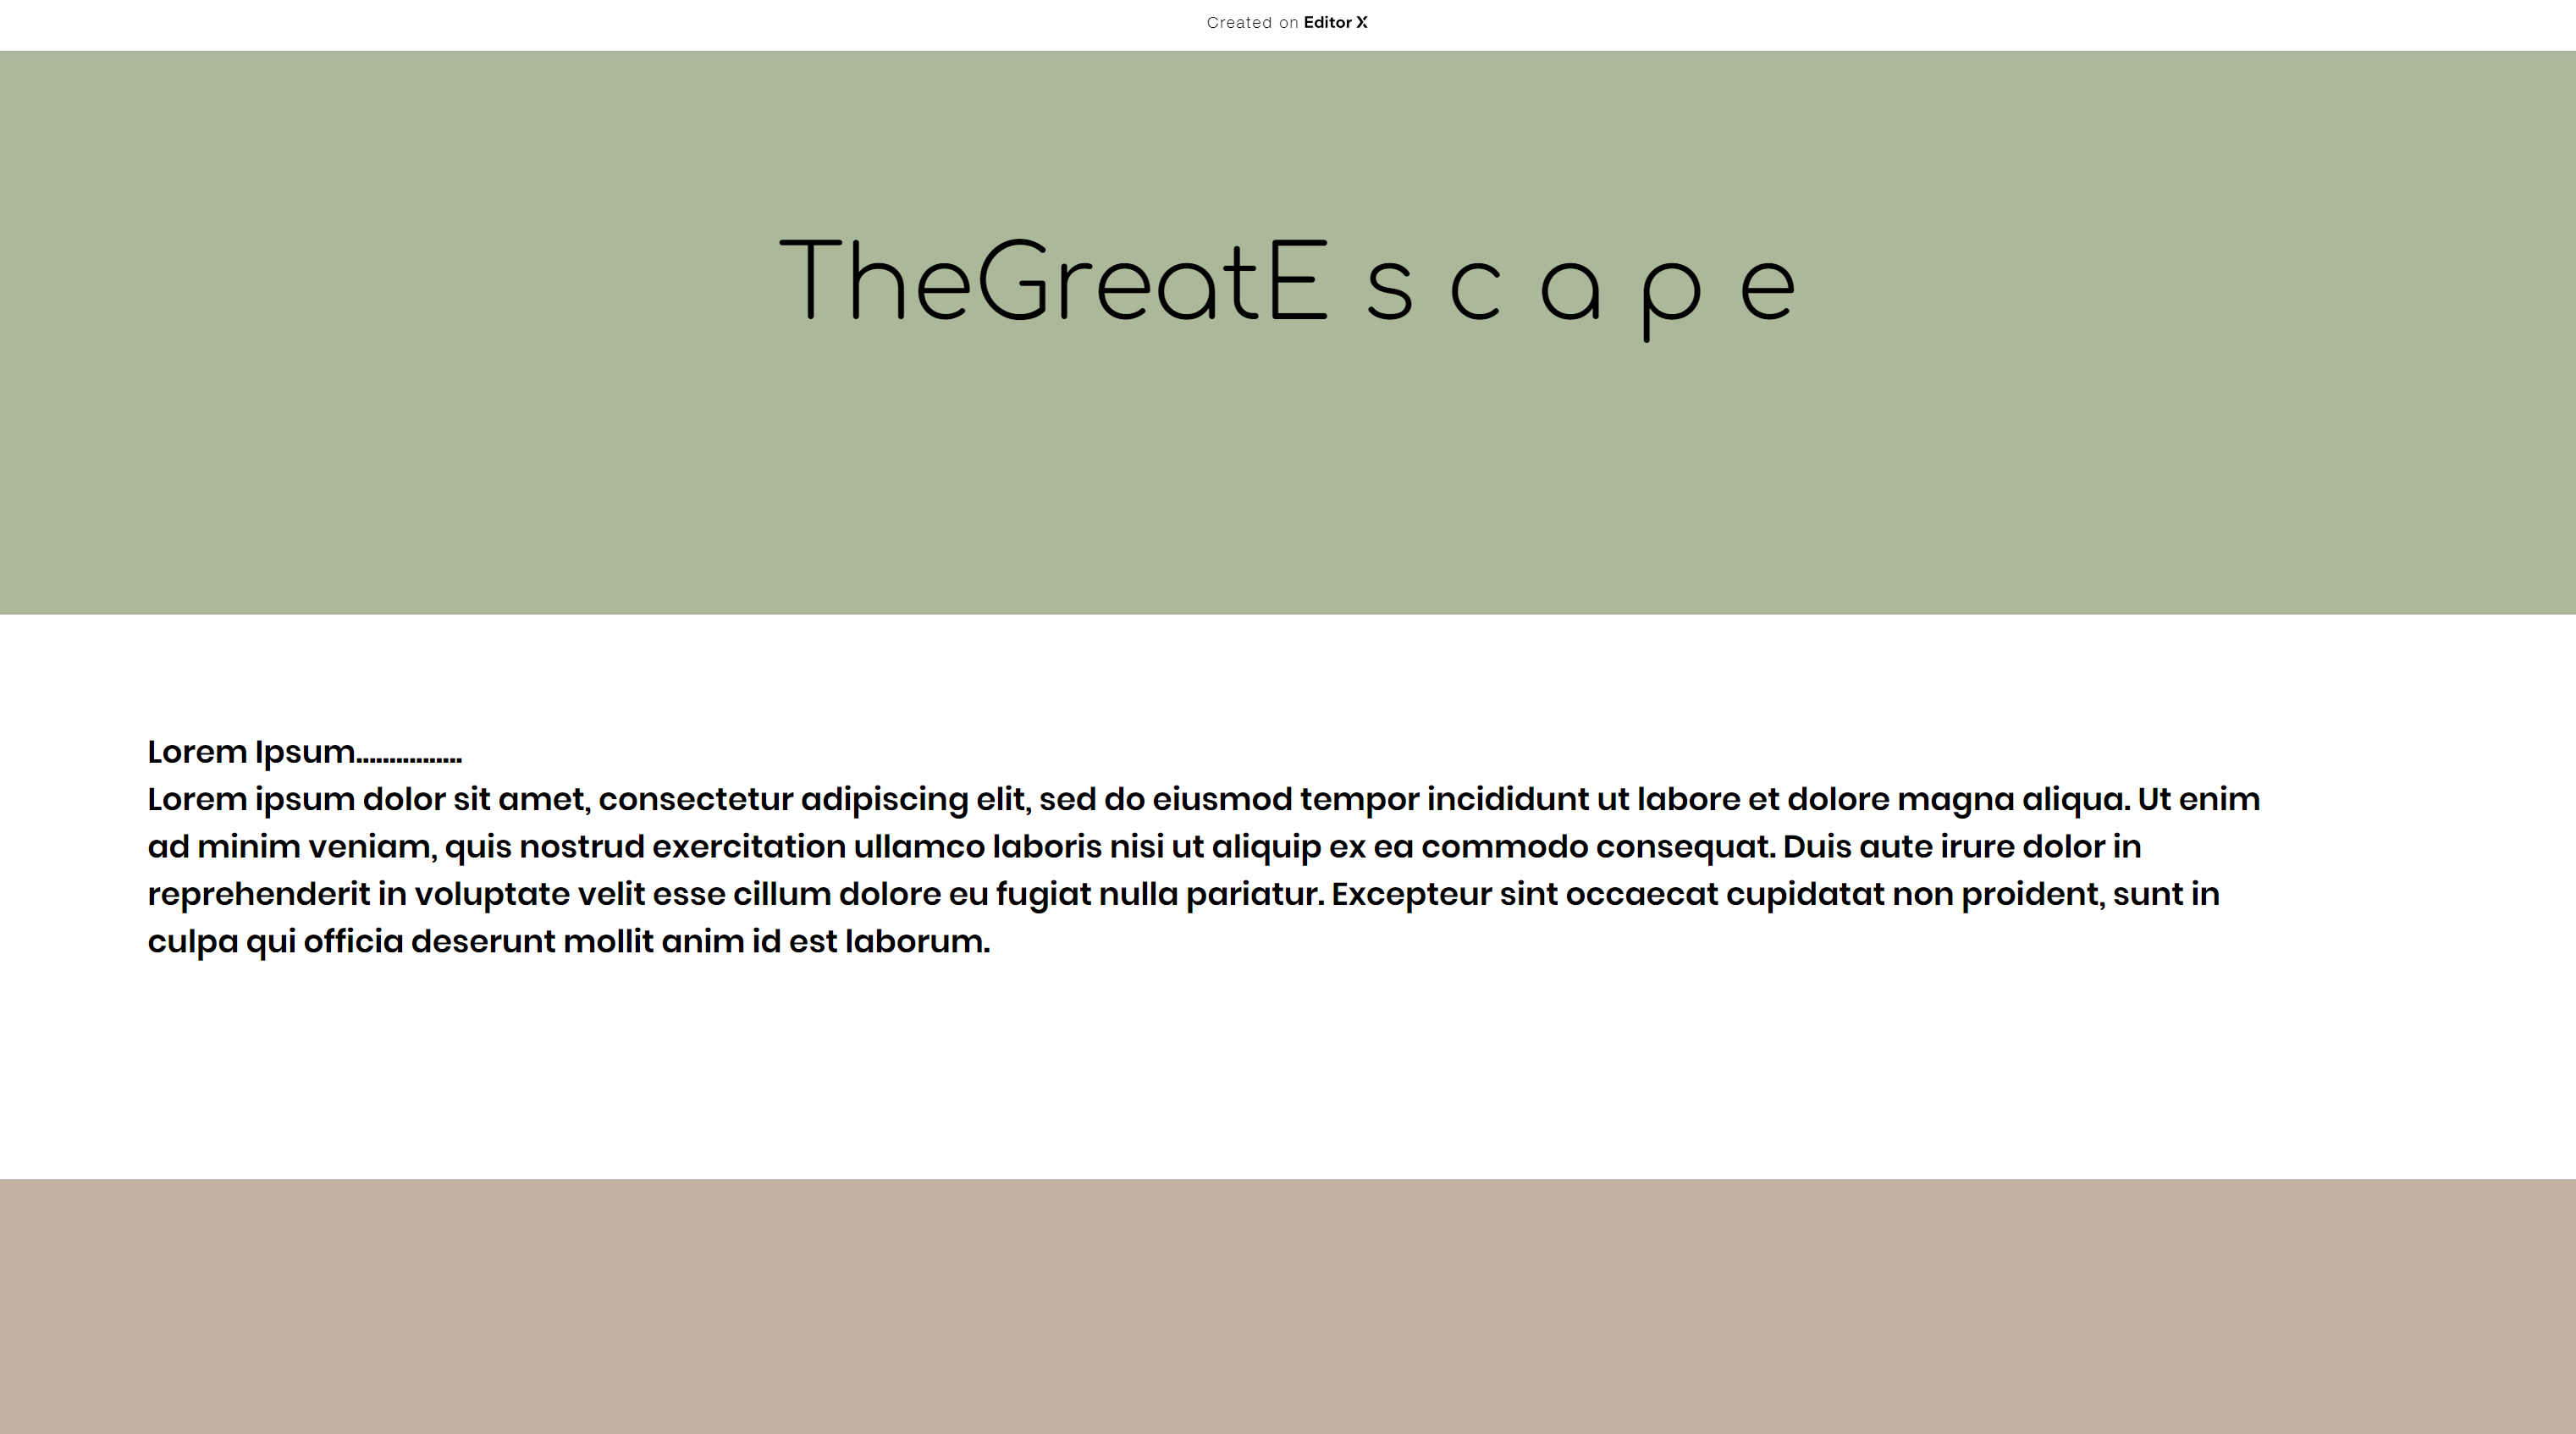 Created on Editor X
TheGreatE s c a p e
Lorem Ipsum................
Lorem ipsum dolor sit amet, consectetur adipiscing elit, sed do eiusmod tempor incididunt ut labore et dolore magna aliqua. Ut enim
ad minim veniam, quis nostrud exercitation ullamco laboris nisi ut aliquip ex ea commodo consequat. Duis aute irure dolor in
reprehenderit in voluptate velit esse cillum dolore eu fugiat nulla pariatur. Excepteur sint occaecat cupidatat non proident, sunt in
culpa qui officia deserunt mollit anim id est laborum.